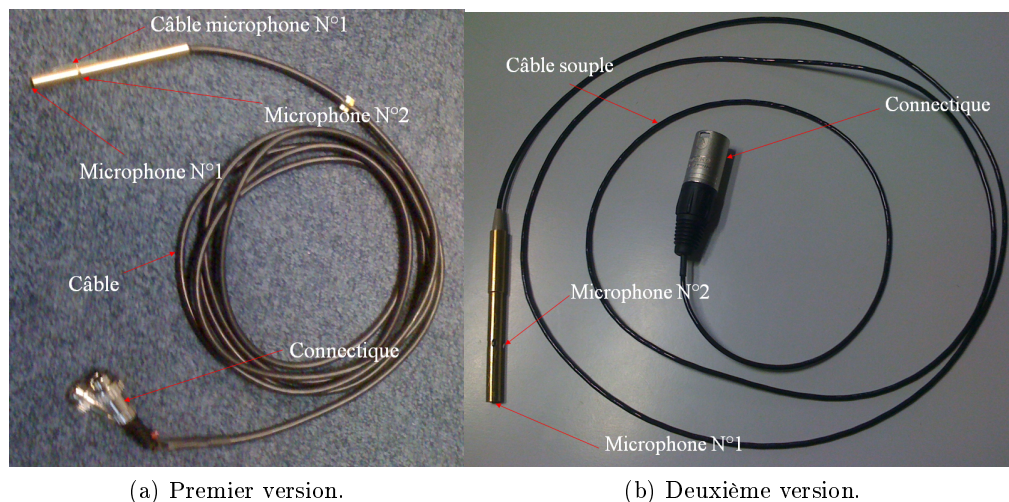 Câble microphone N°1
Microphone N°2
Microphone N°1
Câble
Connectique
(a) Premier version.
Câble souple
Connectique
Microphone N°2
Microphone N°1
(b) Deuxième version.